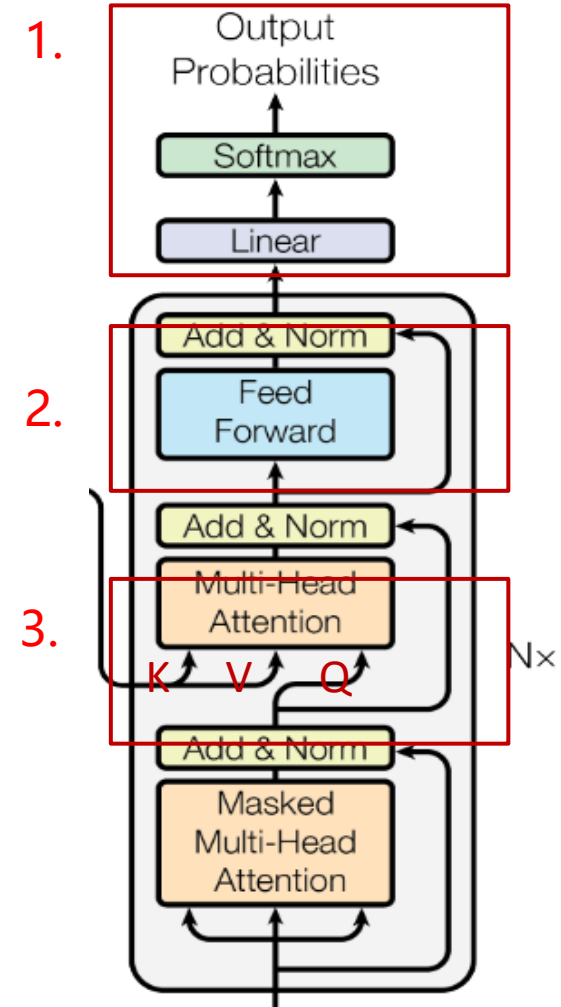 1.
Output
Probabilities
Softmax
Linear
Add & Norm
2.
Feed
Forward
Add & Norm
3.
Multi-Head
Attention
K V Q
N×
Add & Norm
Masked
Multi-Head
Attention